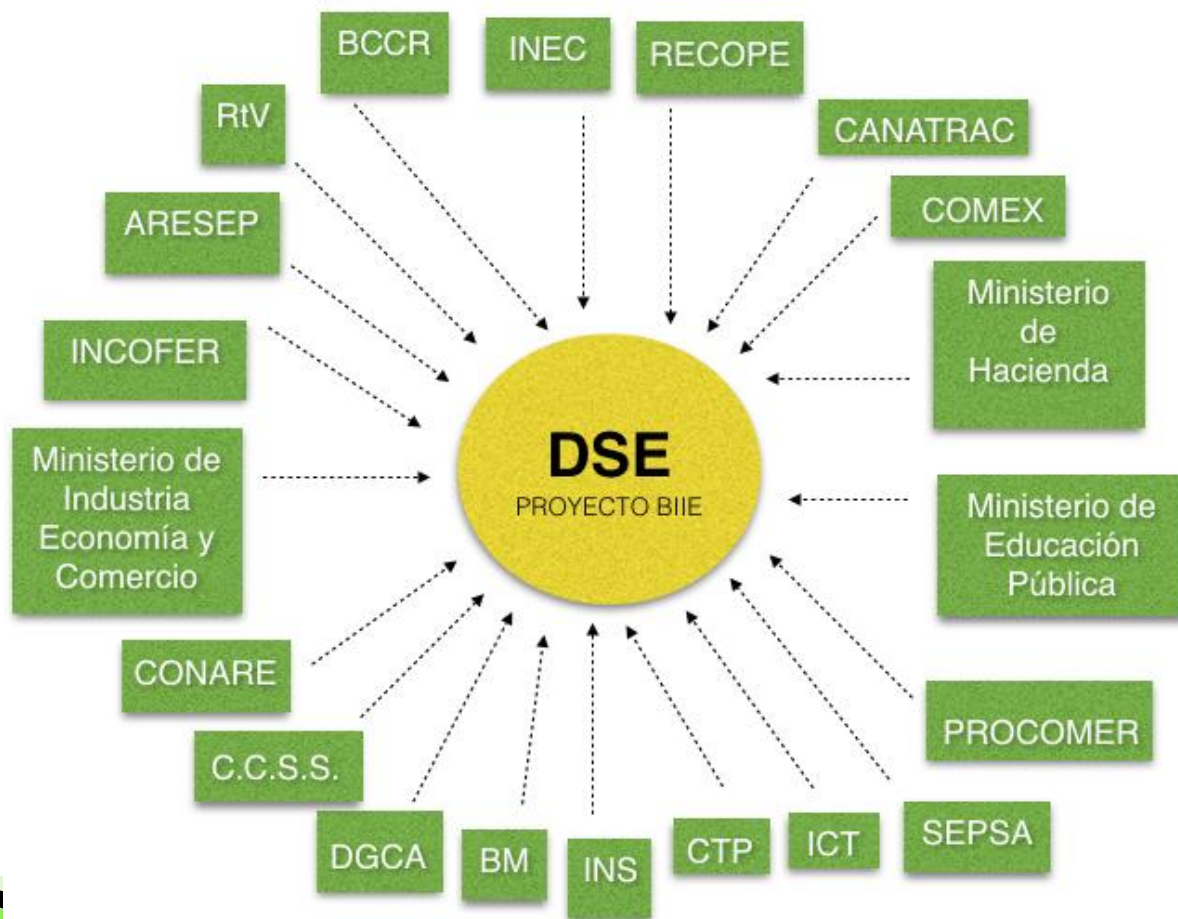 BCCR
INEC
RECOPE
RtV
CANATRAC
ARESEP
COMEX
Ministerio
de
Hacienda
INCOFER
DSE
PROYECTO BIIE
Ministerio de
Industria
Economía y
Comercio
Ministerio de
Educación
Pública
CONARE
PROCOMER
C.C.S.S.
DGCA
BM
INS
CTP
ICT
SEPSA